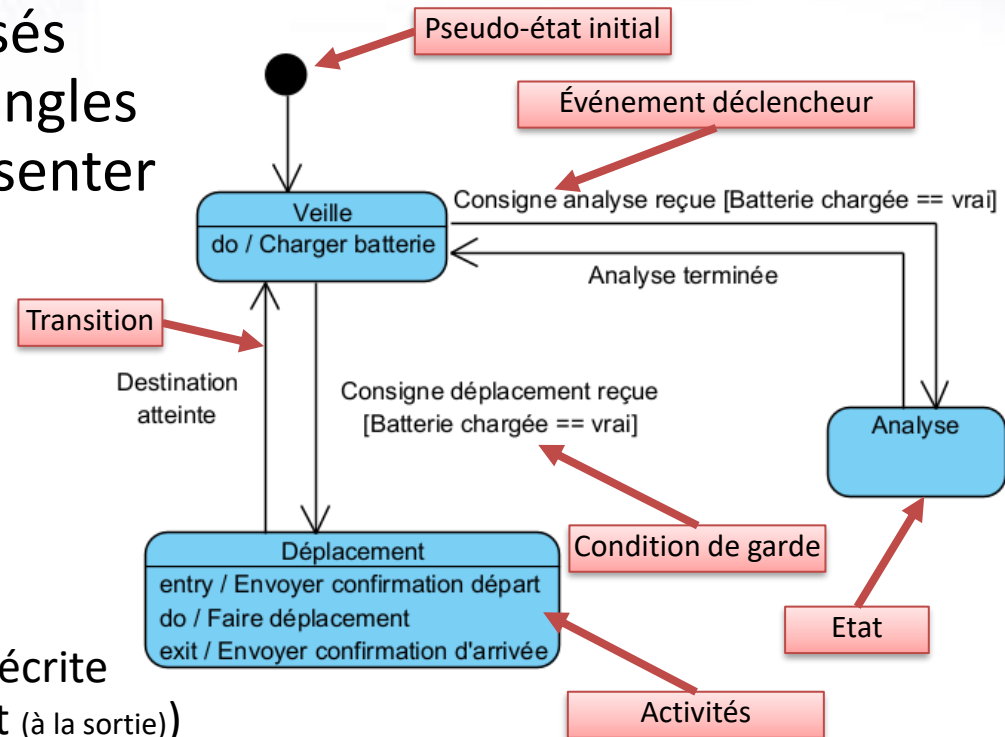 sés
ngles
senter
Pseudo-état initial
Événement déclencheur
Consigne analyse reçue [Batterie chargée == vrai]
Veille
do / Charger batterie
Analyse terminée
Transition
Destination
atteinte
Consigne déplacement reçue
[Batterie chargée == vrai]
Analyse
Condition de garde
Déplacement
entry / Envoyer confirmation départ
do / Faire déplacement
exit / Envoyer confirmation d'arrivée
Etat
Activités
écrite
t (à la sortie))